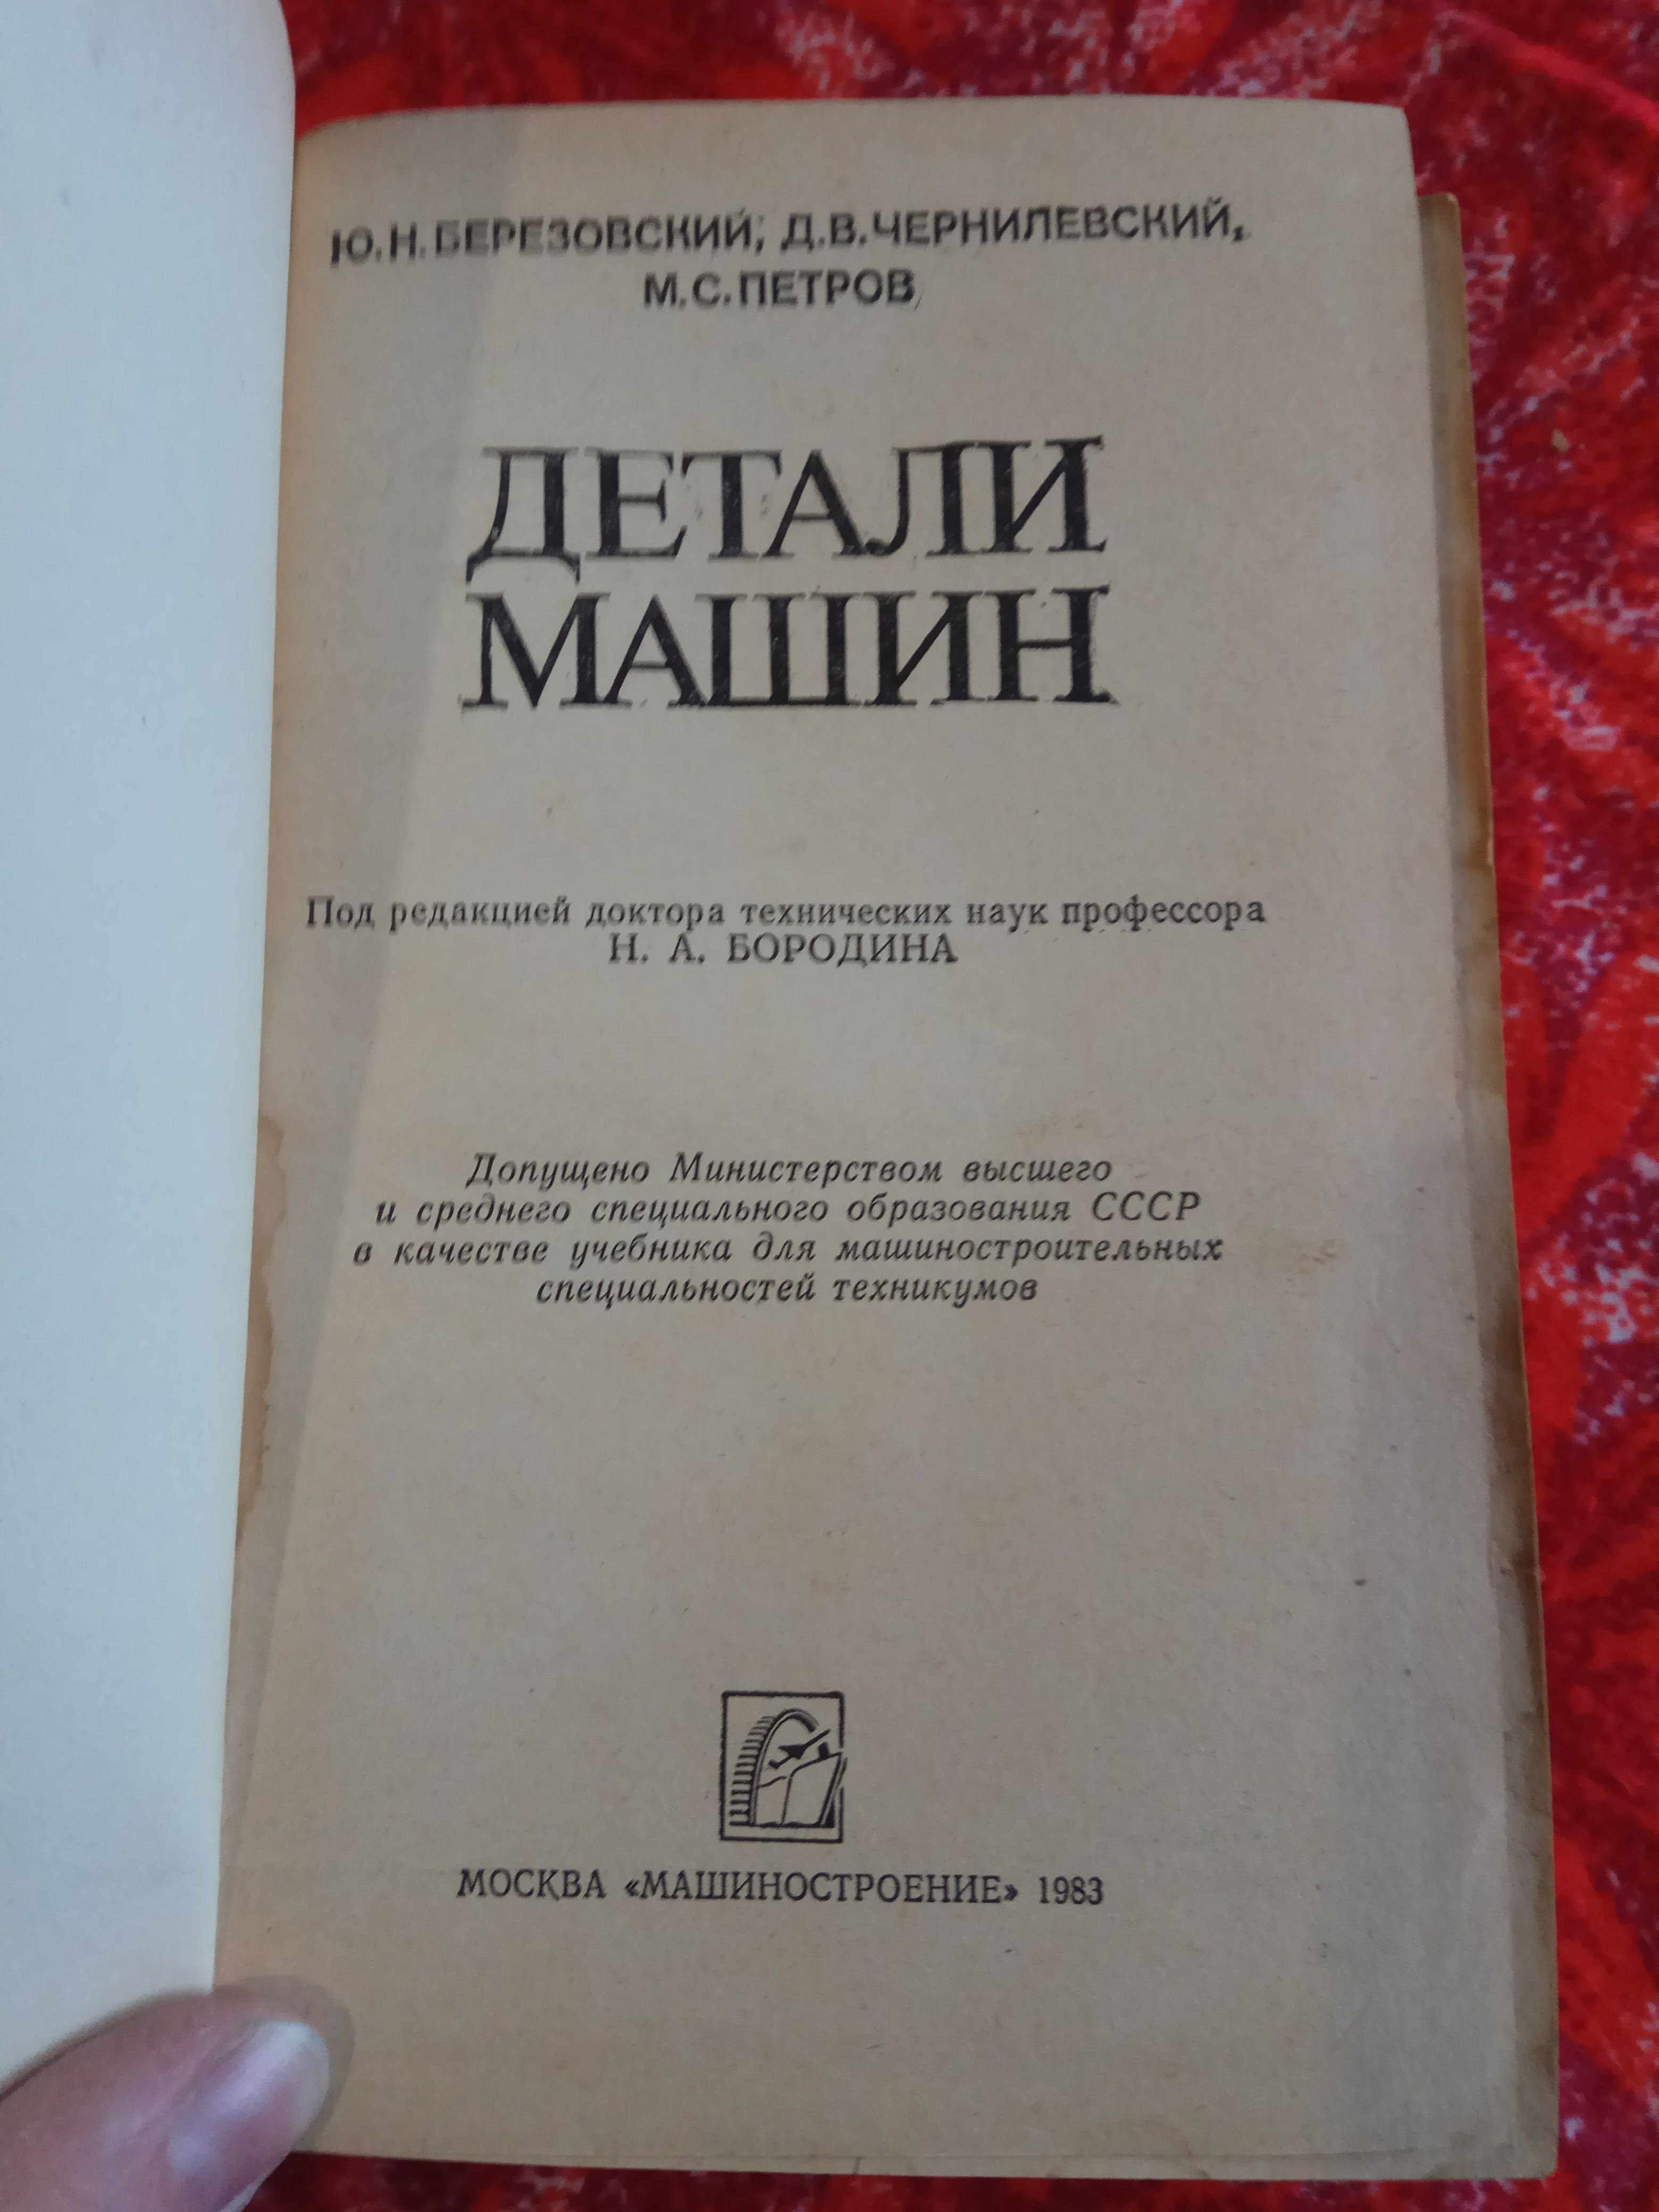 Ю.Н.БЕРЕЗОВСКИЙ, Д.В.ЧЕРНИЛЕВСКИЙ,
М.С.ПЕТРОВ
ДЕТАЛИ
МАШИН
Под редакцией доктора технических наук профессора
Н. А. БОРОДИНА
Допущено Министерством высшего
и среднего специального образования СССР
в качестве учебника для машиностроительных
специальностей техникумов
МОСКВА «МАШИНОСТРОЕНИЕ» 1983